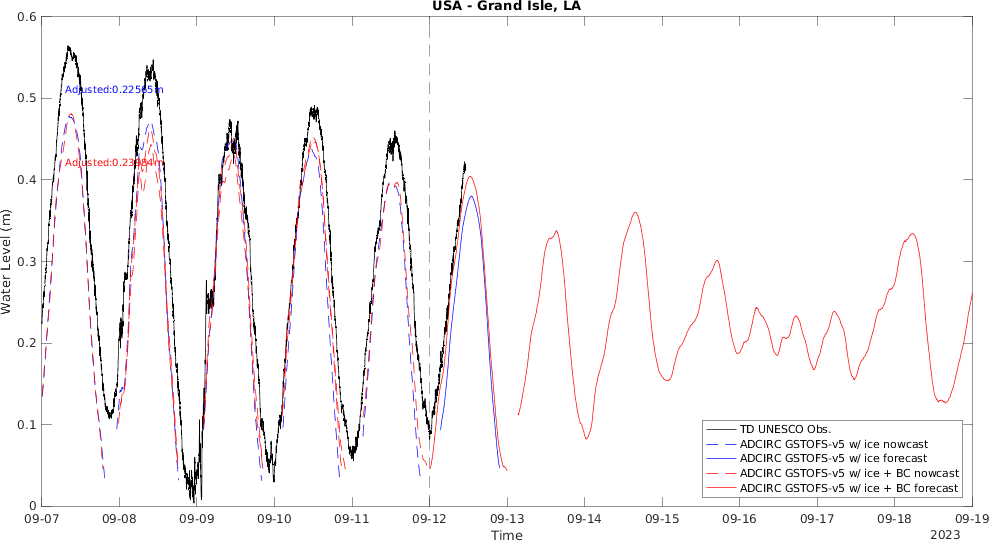 USA - Grand Isle, LA
Water Level (m)
0.6
0.5
0.4
0.3
0.2
0.1
0
Adjusted:0.22565m
Adjusted:0.23984m
TD UNESCO Obs.
ADCIRC GSTOFS-v5 w/ ice nowcast
ADCIRC GSTOFS-v5 w/ ice forecast
ADCIRC GSTOFS-v5 w/ ice + BC nowcast
ADCIRC GSTOFS-v5 w/ ice + BC forecast
09-07 09-08 09-09 09-10 09-11 09-12 09-13 09-14 09-15 09-16 09-17 09-18 09-19
Time
2023